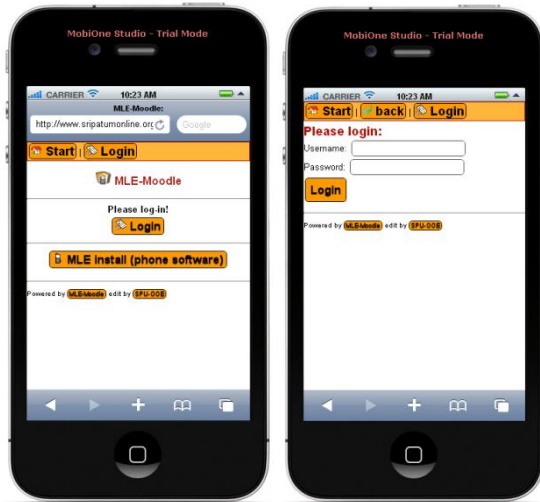 MobiOne Studio - Trial Mode
CARRIER 10:23 AM
MLE-Moodle:
http://www.sripatumonline.org Google
Start | Login
MLE-Moodle
Please log-in!
Login
MLE install (phone software)
Powered by MLE-Moodle edit by SPU-OOE
MobiOne Studio - Trial Mode
CARRIER 10:23 AM
Start | back | Login
Please login:
Username:
Password:
Login
Powered by MLE-Moodle edit by SPU-OOE